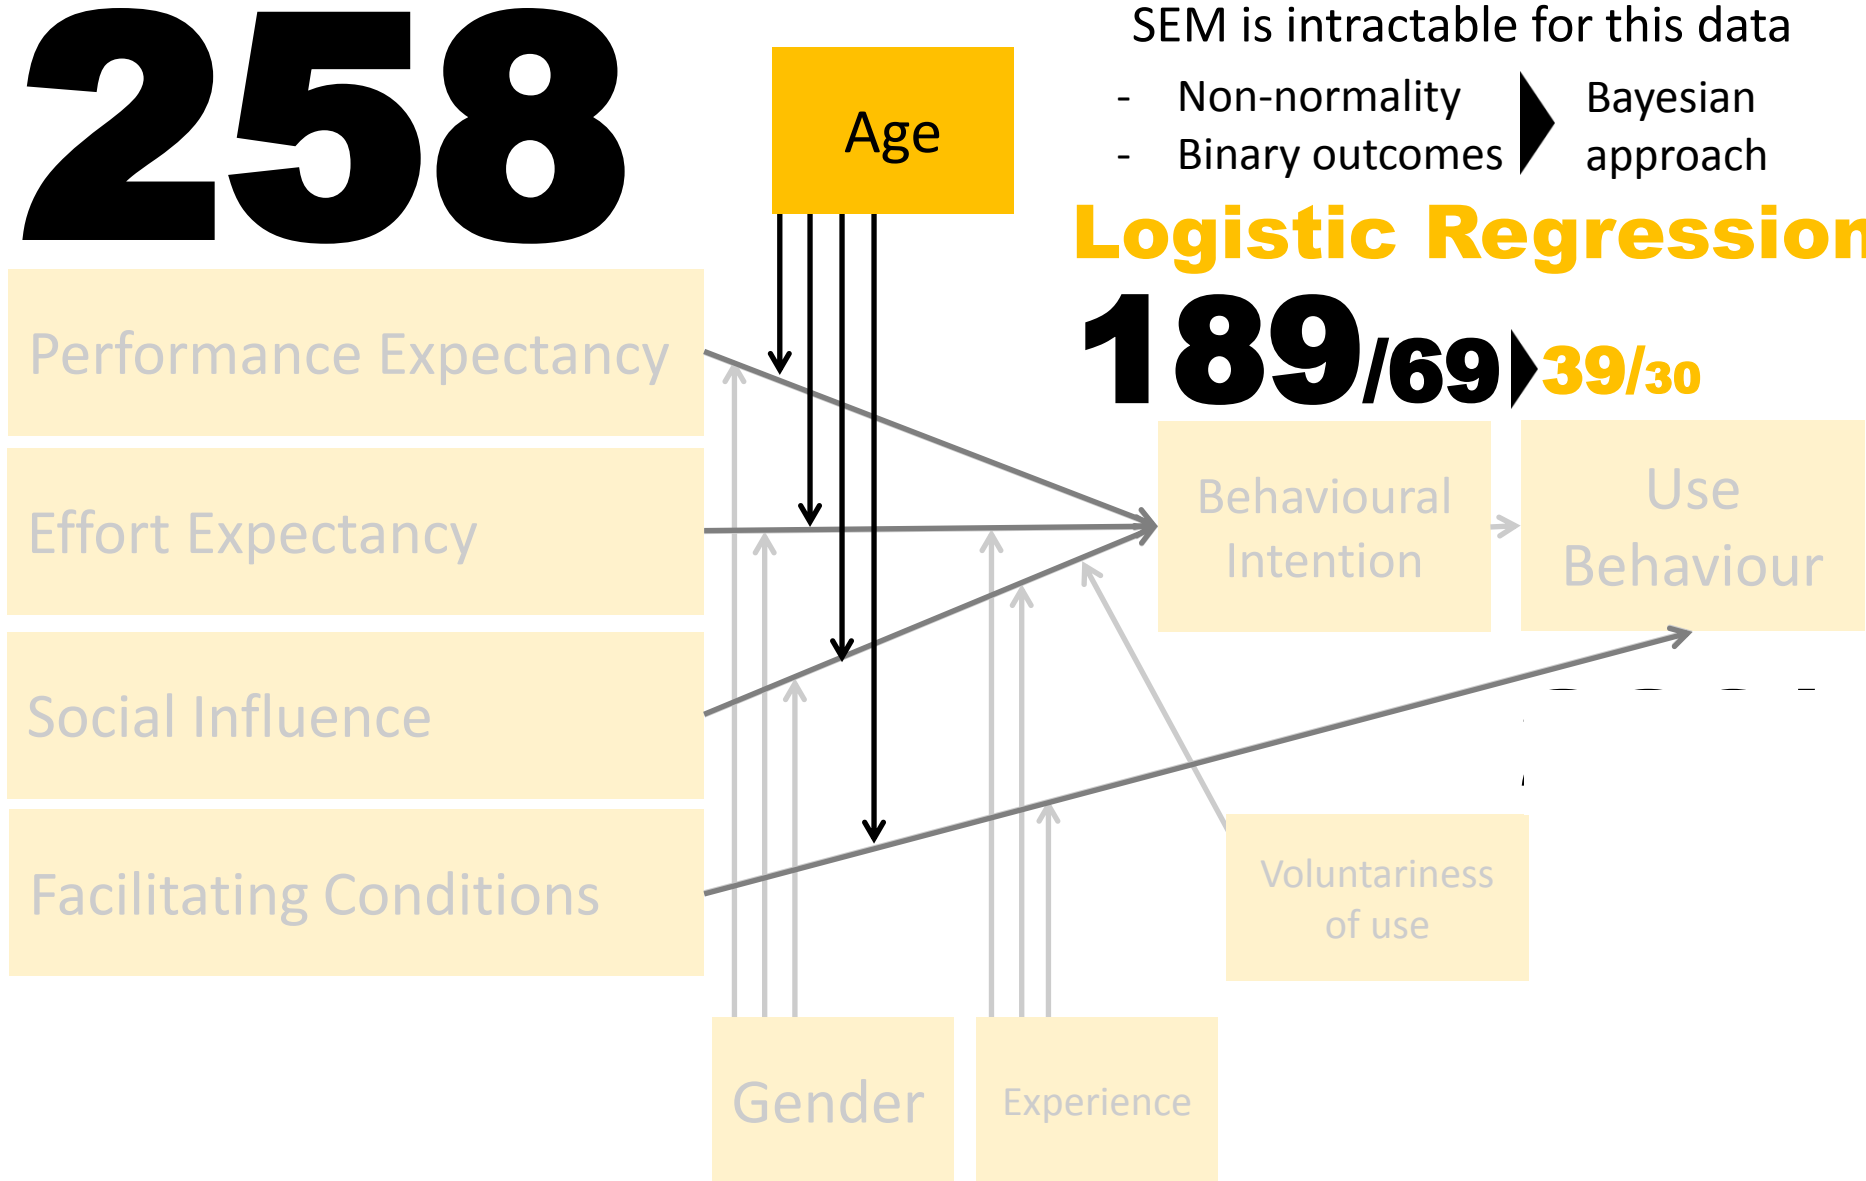 258
Age
SEM is intractable for this data
- Non-normality
- Binary outcomes
Bayesian
approach
Logistic Regression
189/69
39/30
Performance Expectancy
Effort Expectancy
Social Influence
Facilitating Conditions
Behavioural
Intention
Use
Behaviour
Voluntariness
of use
Gender
Experience